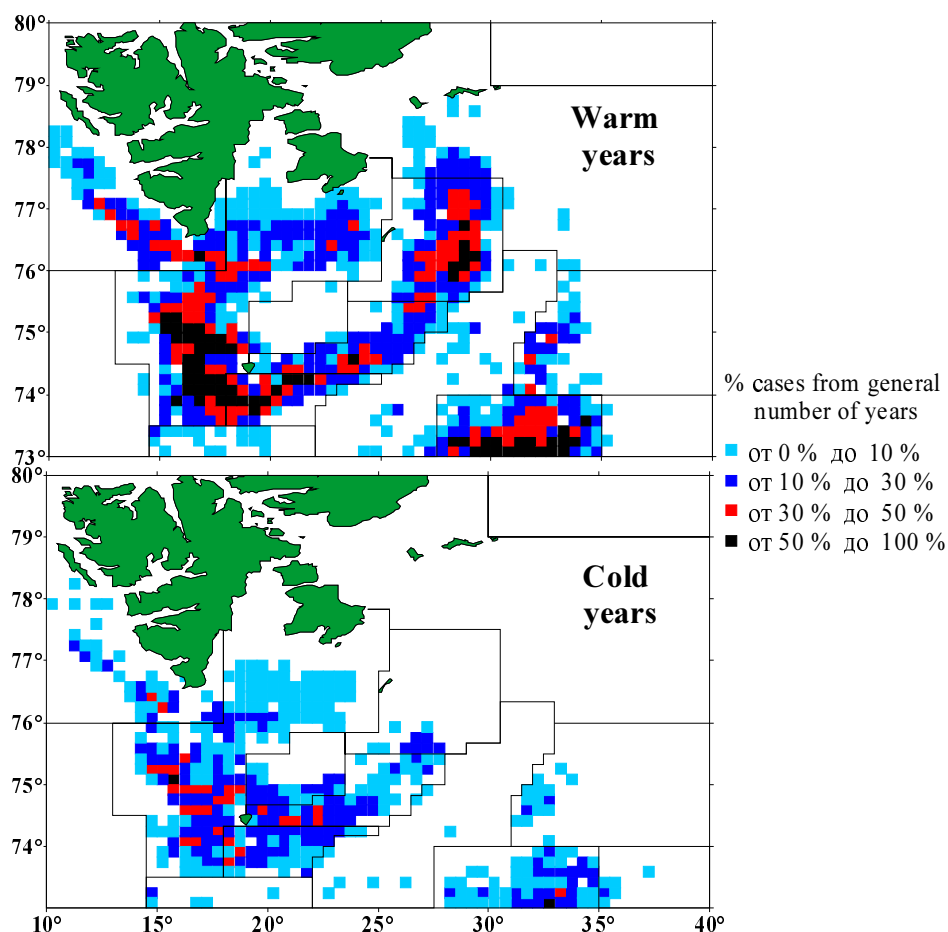 80°
79°
78°
77°
76°
75°
74°
73°
Warm
years
% cases from general
number of years
от 0 % до 10 %
от 10 % до 30 %
от 30 % до 50 %
от 50 % до 100 %
80°
79°
78°
77°
76°
75°
74°
Cold
years
10° 15° 20° 25° 30° 35° 40°